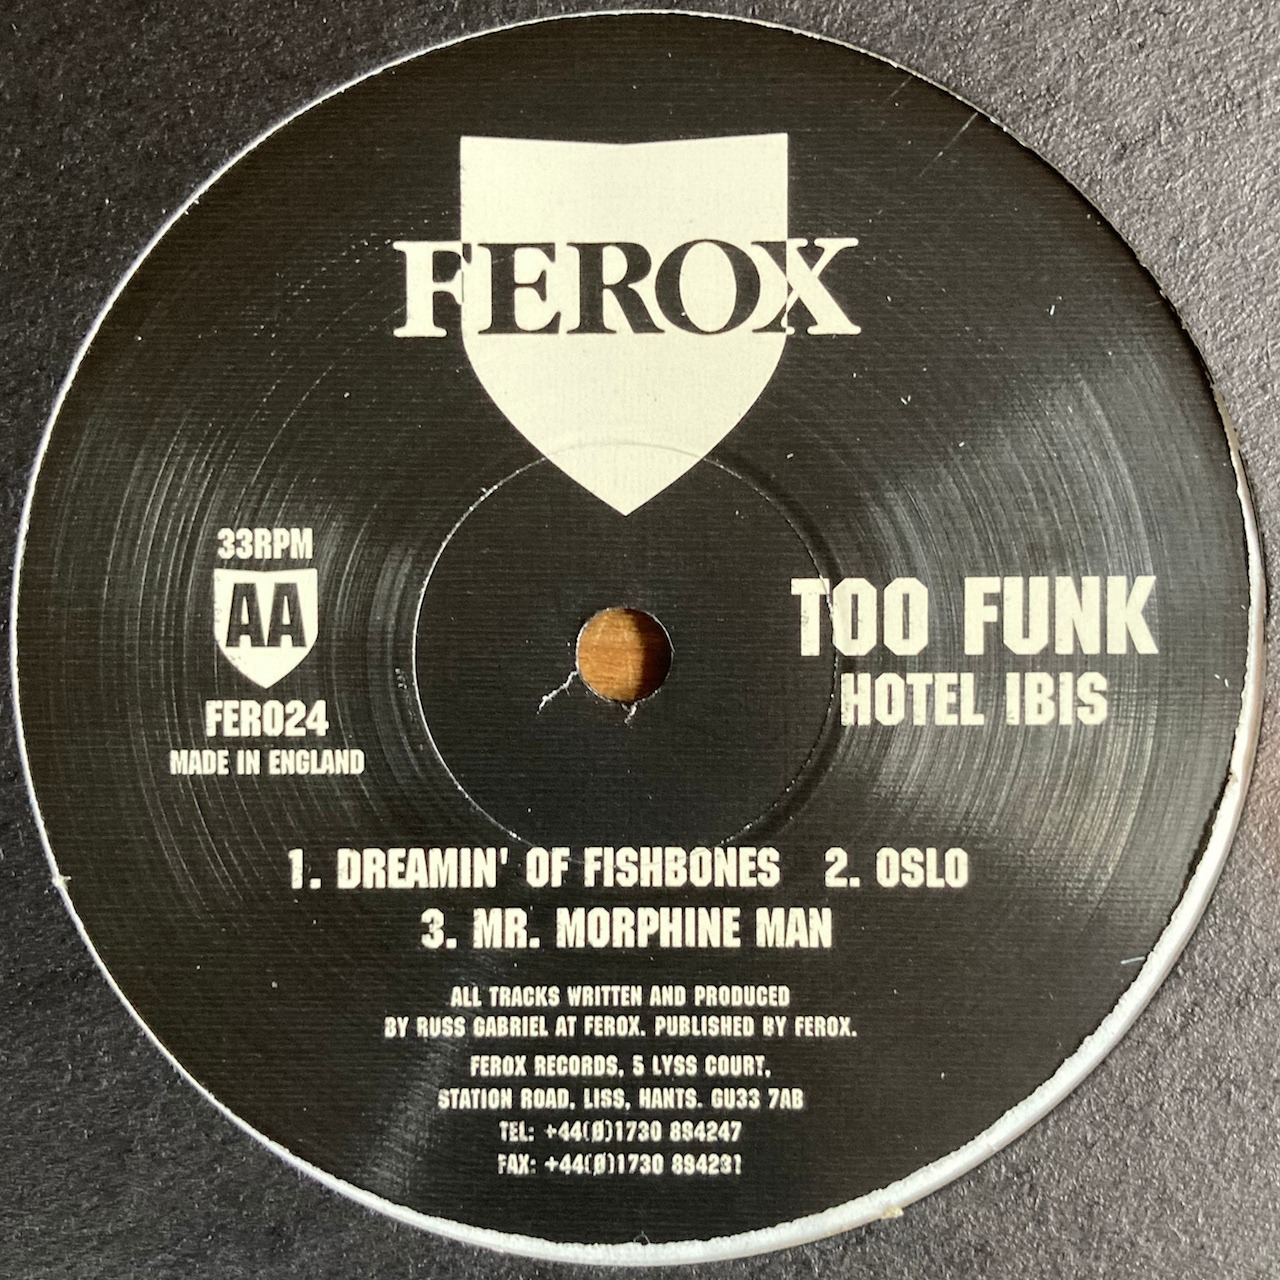 FEROX
33RPM
AA
FER024
MADE IN ENGLAND
TOO FUNK
HOTEL IBIS
1. DREAMIN' OF FISHBONES 2. OSLO
3. MR. MORPHINE MAN
ALL TRACKS WRITTEN AND PRODUCED
BY RUSS GABRIEL AT FEROX. PUBLISHED BY FEROX.
FEROX RECORDS, 5 LYSS COURT,
STATION ROAD, LISS, HANTS. GU33 7AB
TEL: +44(0)1730 894247
FAX: +44(0)1730 894231